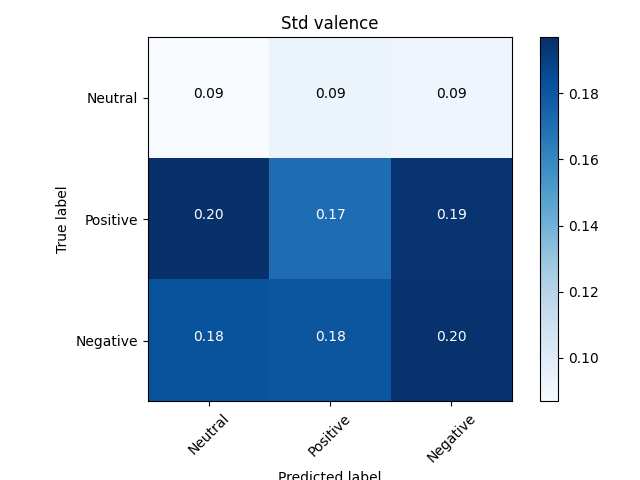 Std valence
Neutral 0.09 0.09 0.09
Positive 0.20 0.17 0.19
Negative 0.18 0.18 0.20
True label
Neutral Positive Negative
Predicted label
0.18
0.16
0.14
0.12
0.10